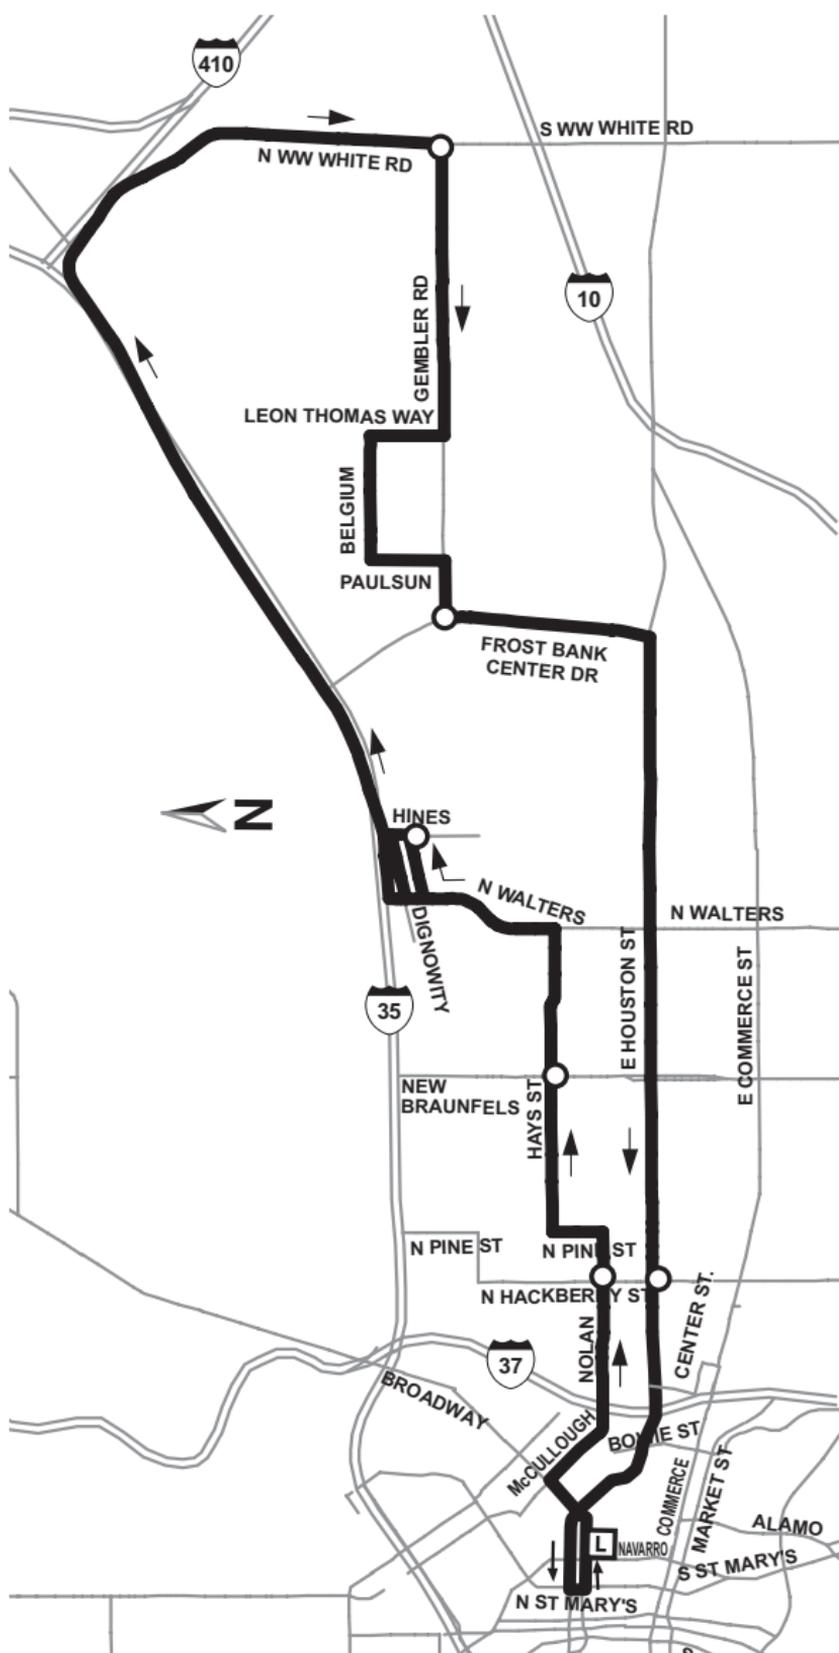 410
S WW WHITE RD
N WW WHITE RD
10
GEMBLER RD
LEON THOMAS WAY
BELGIUM
PAULSUN
FROST BANK
CENTER DR
N
HINES
N WALTERS
N WALTERS
DIGNOWITY
E HOUSTON ST
E COMMERCE ST
35
NEW
BRAUNFELS
HAYS ST
N PINE ST
N PINE ST
N HACKBERRY ST
CENTER ST.
NOLAN
37
BROADWAY
McCULLOUGH
BOWIE ST
COMMERCE
MARKET ST
ALAMO
L
NAVARRO
S ST MARY'S
N ST MARY'S